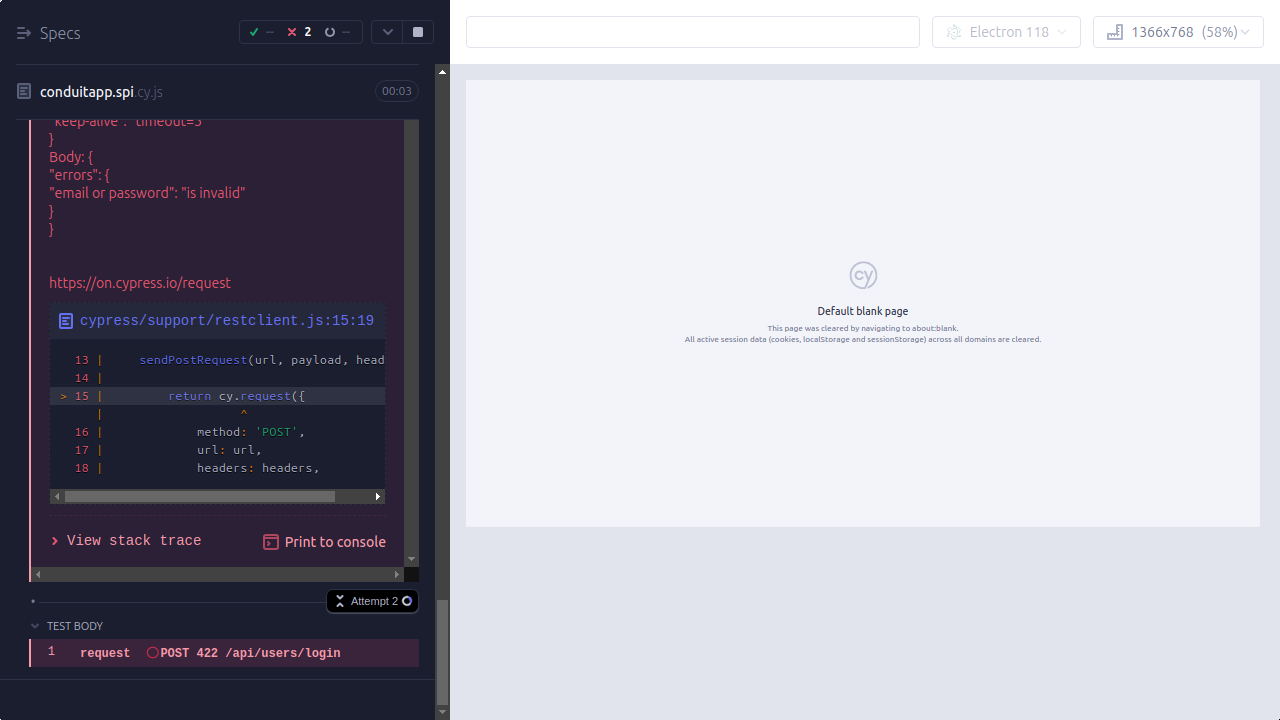 Specs
-- 2 --
conduitapp.spi.cy.js
00:03
"keep-alive": "timeout=5"
}
Body: {
"errors": {
"email or password": "is invalid"
}
}
https://on.cypress.io/request
cypress/support/restclient.js:15:19
13 | sendPostRequest(url, payload, head
14 |
> 15 | return cy.request({
| ^
16 | method: 'POST',
17 | url: url,
18 | headers: headers,
View stack trace
Print to console
Attempt 2
TEST BODY
1 request POST 422 /api/users/login
Electron 118
1366x768 (58%)
cy
Default blank page
This page was cleared by navigating to about:blank.
All active session data (cookies, localStorage and sessionStorage) across all domains are cleared.